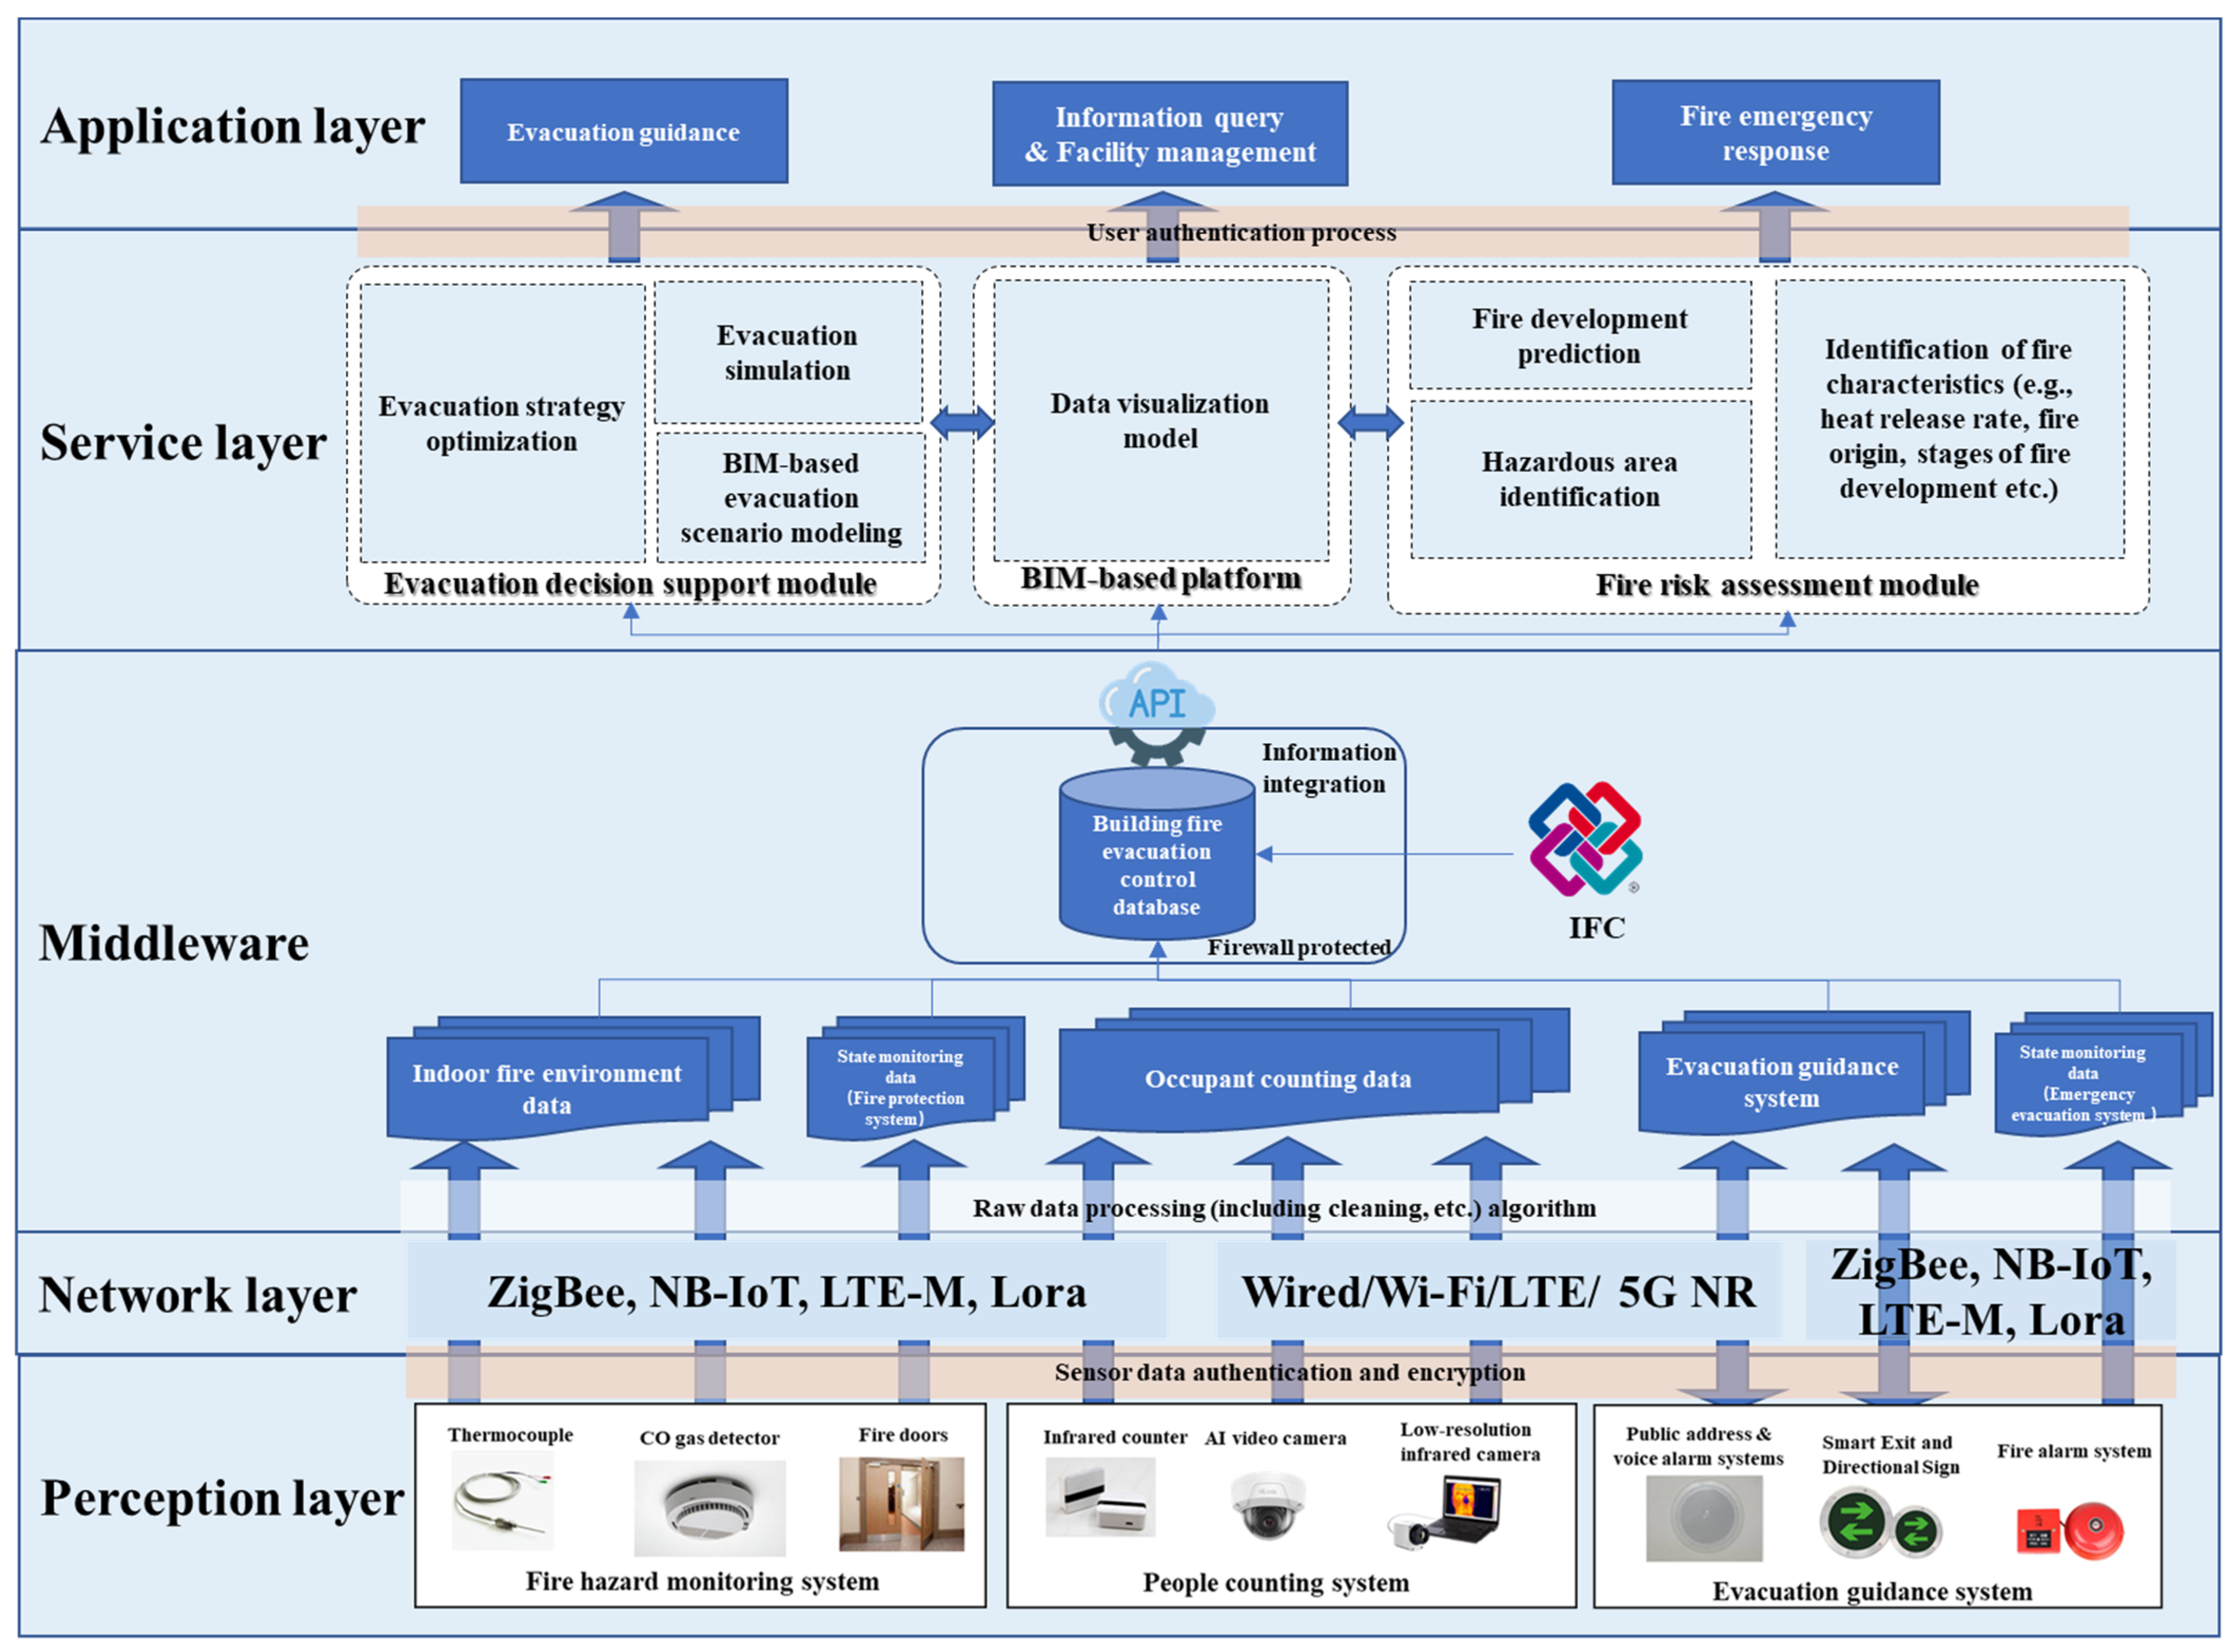 Application layer
Evacuation guidance
Information query
& Facility management
Fire emergency
response
User authentication process
Service layer
Evacuation strategy
optimization
Evacuation
simulation
BIM-based
evacuation
scenario modeling
Evacuation decision support module
Data visualization
model
BIM-based platform
Fire development
prediction
Hazardous area
identification
Identification of fire
characteristics (e.g.,
heat release rate, fire
origin, stages of fire
development etc.)
Fire risk assessment module
Middleware
API
Information
integration
Building fire
evacuation
control
database
Firewall protected
®
IFC
Indoor fire environment
data
State monitoring
data
(Fire protection
system)
Occupant counting data
Evacuation guidance
system
State monitoring
data
(Emergency
evacuation system )
Raw data processing (including cleaning, etc.) algorithm
Network layer
ZigBee, NB-IoT, LTE-M, Lora
Wired/Wi-Fi/LTE/ 5G NR
ZigBee, NB-IoT,
LTE-M, Lora
Sensor data authentication and encryption
Perception layer
Thermocouple
CO gas detector
Fire doors
Fire hazard monitoring system
Infrared counter
AI video camera
Low-resolution
infrared camera
People counting system
Public address &
voice alarm systems
Smart Exit and
Directional Sign
Fire alarm system
Evacuation guidance system